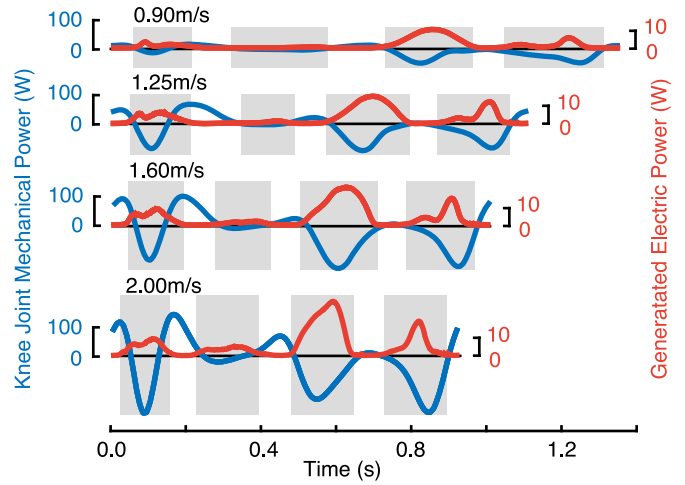 Knee Joint Mechanical Power (W)
Generatated Electric Power (W)
0.90m/s
100
0
10
0
1.25m/s
100
0
10
0
1.60m/s
100
0
10
0
2.00m/s
100
0
10
0
0.0 0.4 0.8 1.2
Time (s)